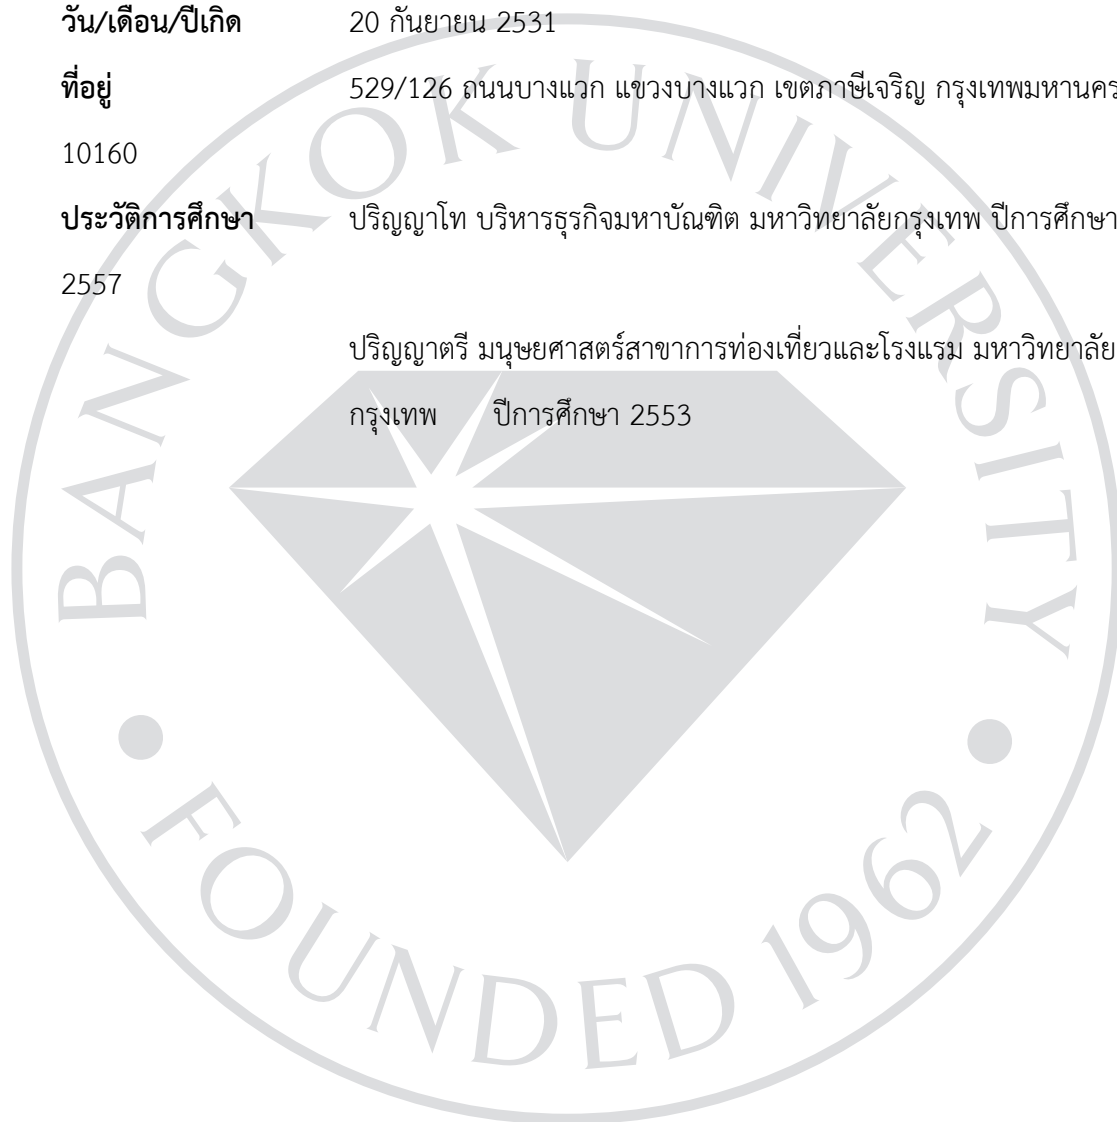 วัน/เดือน/ปีเกิด 20 กันยายน 2531
ที่อยู่ 529/126 ถนนบางแวก แขวงบางแวก เขตภาษีเจริญ กรุงเทพมหานคร
10160
ประวัติการศึกษา ปริญญาโท บริหารธุรกิจมหาบัณฑิต มหาวิทยาลัยกรุงเทพ ปีการศึกษา
2557
ปริญญาตรี มนุษยศาสตร์สาขาการท่องเที่ยวและโรงแรม มหาวิทยาลัย
กรุงเทพ ปีการศึกษา 2553
BANGKOK UNIVERSITY
FOUNDED 1962